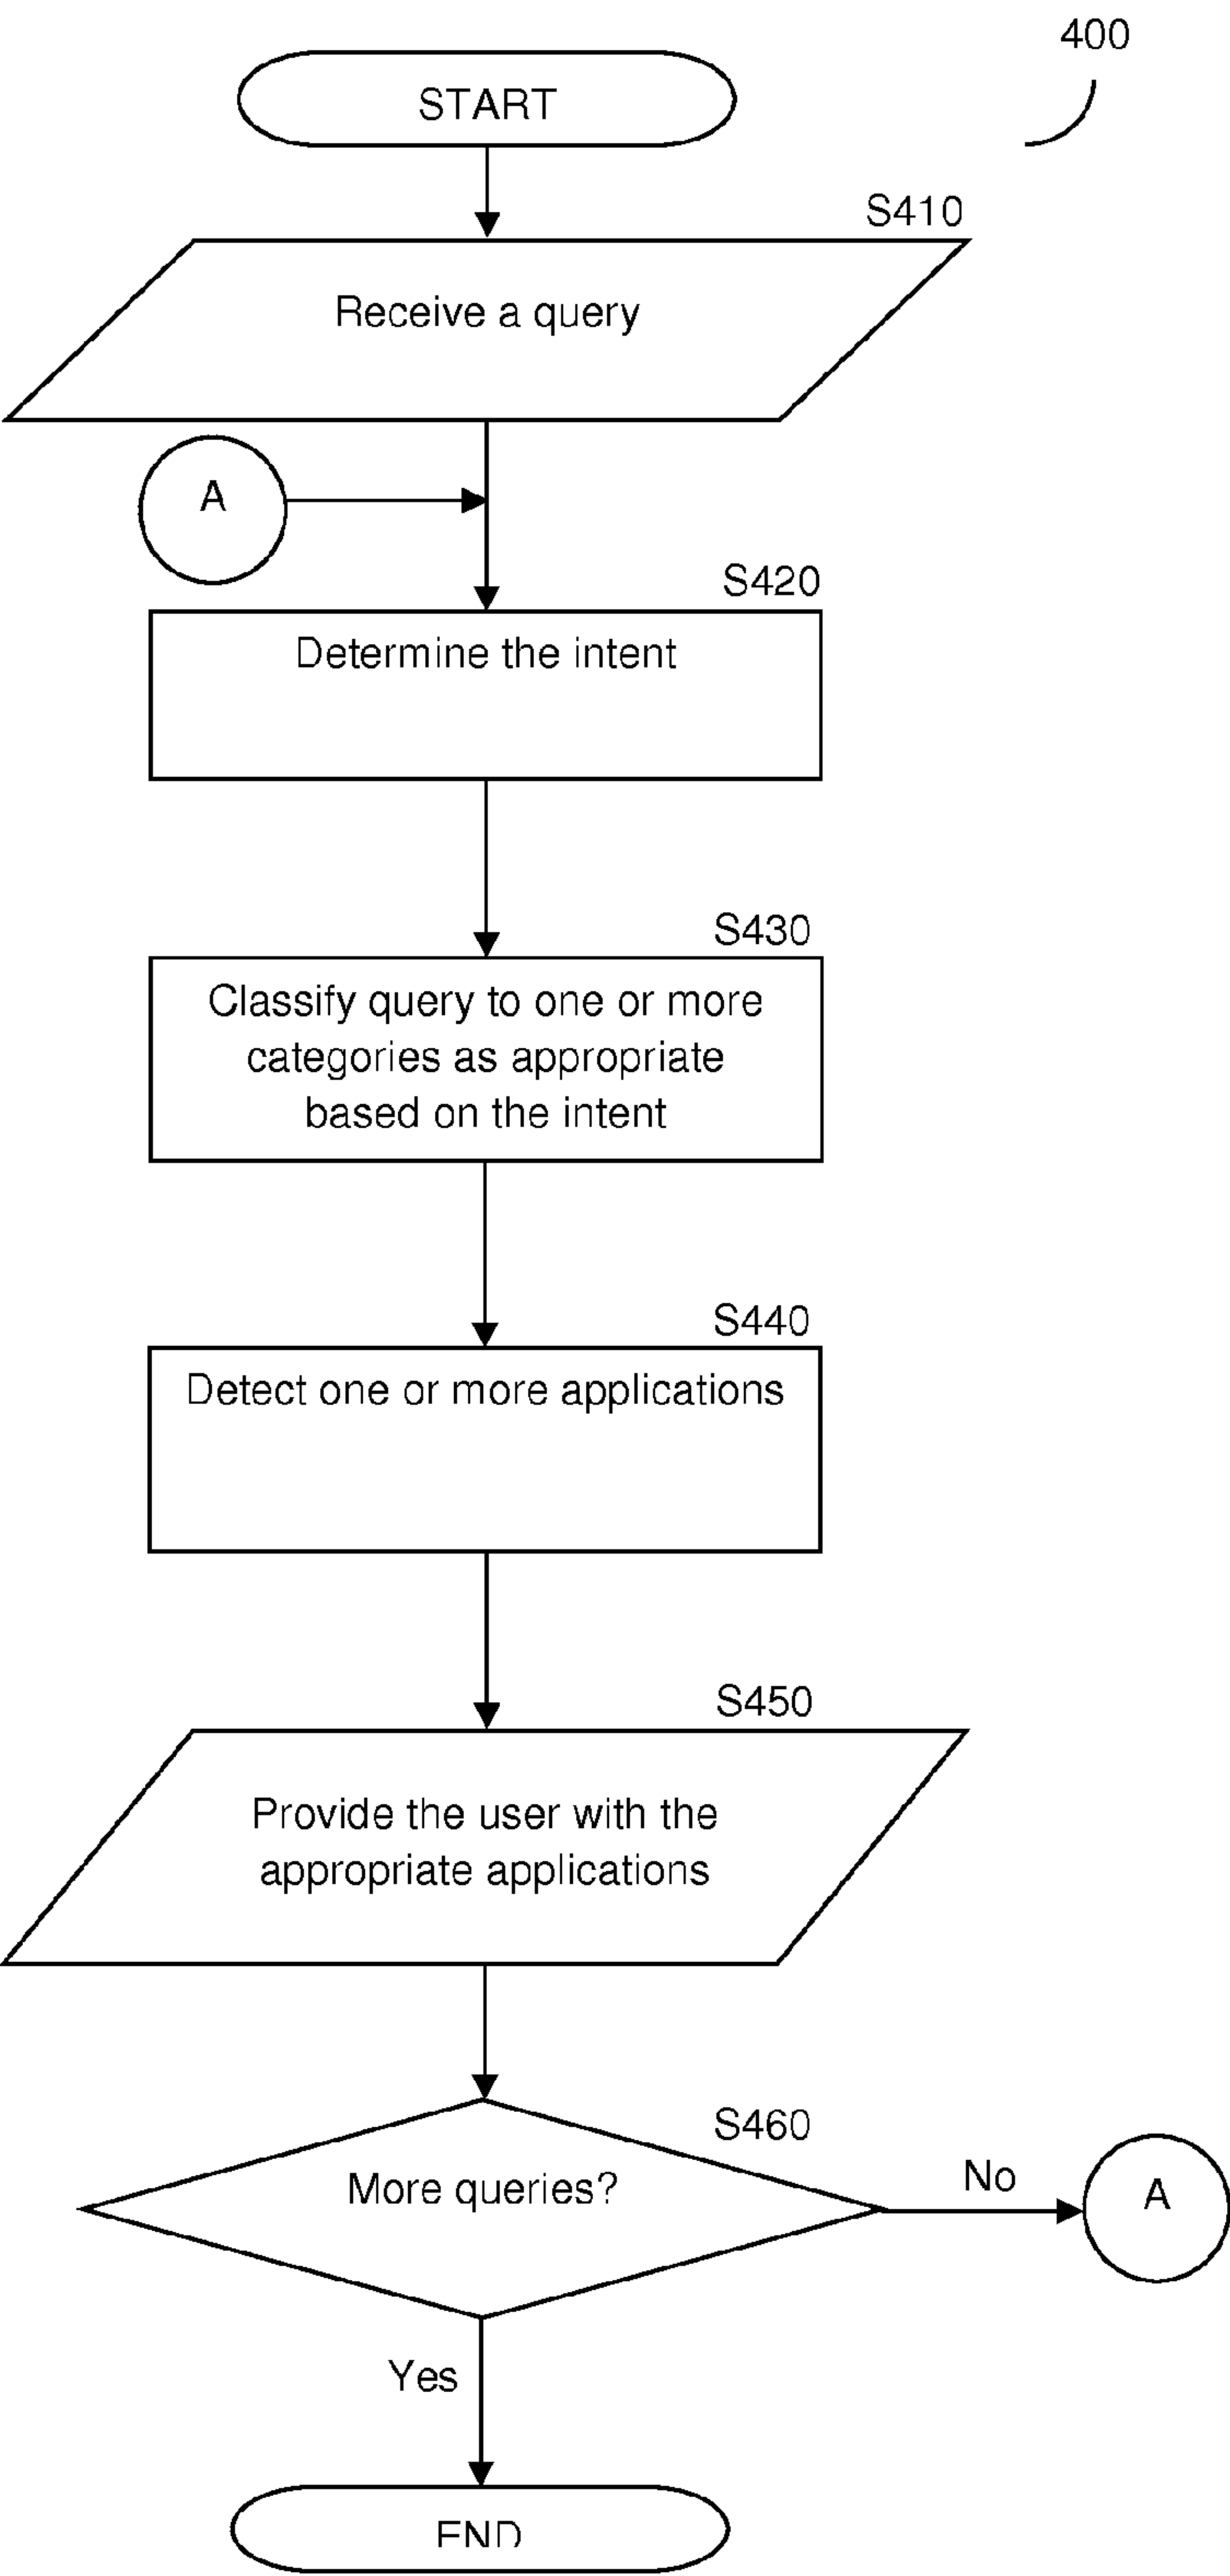 400
START
S410
Receive a query
A
S420
Determine the intent
S430
Classify query to one or more
categories as appropriate
based on the intent
S440
Detect one or more applications
S450
Provide the user with the
appropriate applications
S460
More queries?
No
A
Yes
END